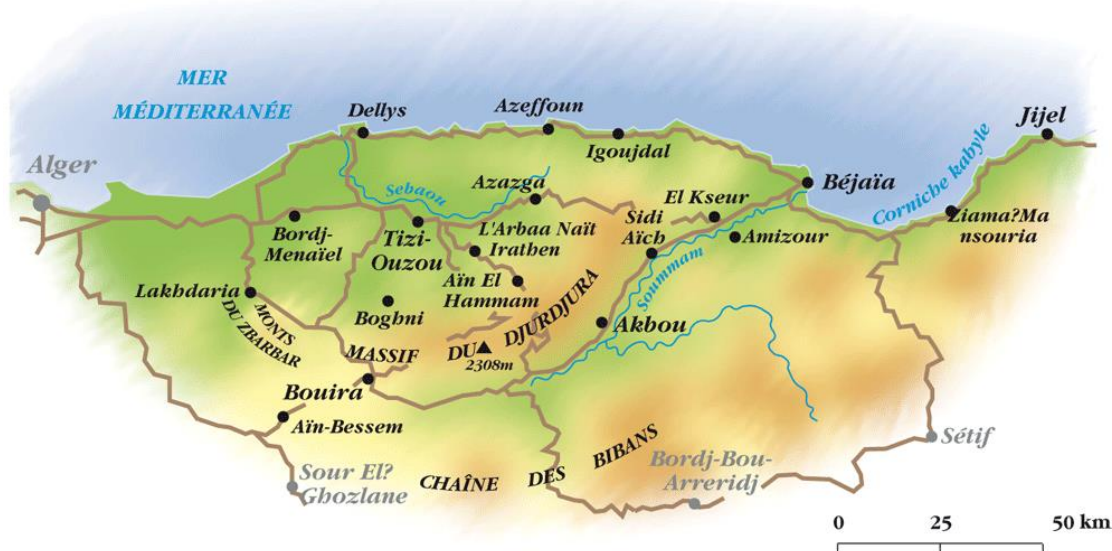 MER
MÉDITERRANÉE
Dellys
Azeffoun
Igoujdal
Jijel
Alger
Sebaou
Azazga
El Kseur
Béjaïa
Corniche kabyle
Ziama?Ma
nsouria
Bordj-
Menaïel
Tizi-
Ouzou
L'Arbaa Naït
Irathen
Sidi
Aïch
Amizour
Soummam
Aïn El
Hammam
Lakhdaria
MONTS
DU ZBARBAR
Boghni
MASSIF DU DJURDJURA
2308m
Akbou
Bouira
Aïn-Bessem
Sour El?
Ghozlane
CHAÎNE DES BIBANS
Bordj-Bou-
Arreridj
Sétif
0 25 50 km